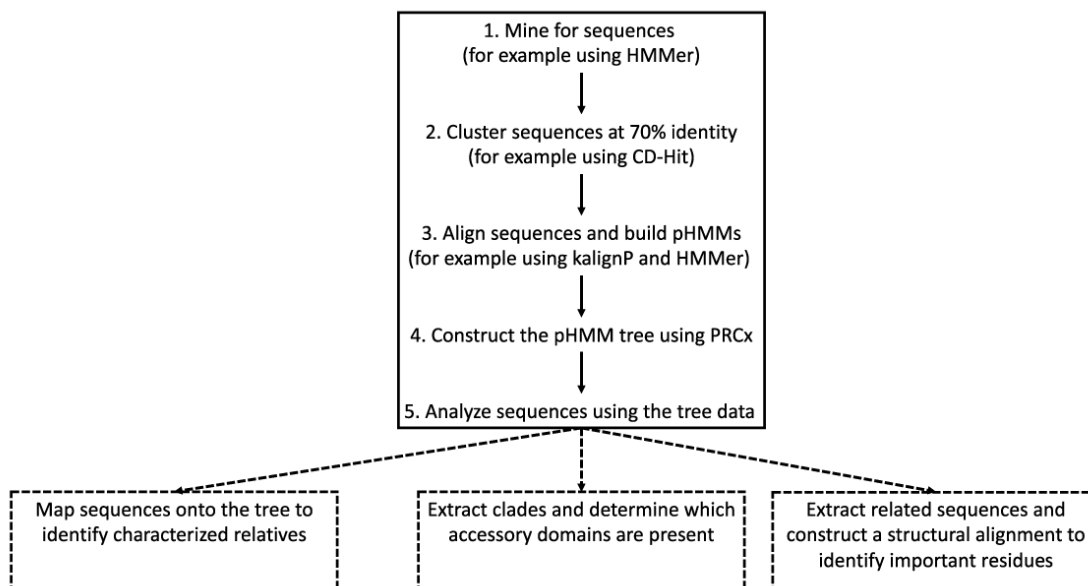 1. Mine for sequences
(for example using HMMer)
2. Cluster sequences at 70% identity
(for example using CD-Hit)
3. Align sequences and build pHMMs
(for example using kalignP and HMMer)
4. Construct the pHMM tree using PRCx
5. Analyze sequences using the tree data
Map sequences onto the tree to
identify characterized relatives
Extract clades and determine which
accessory domains are present
Extract related sequences and
construct a structural alignment to
identify important residues